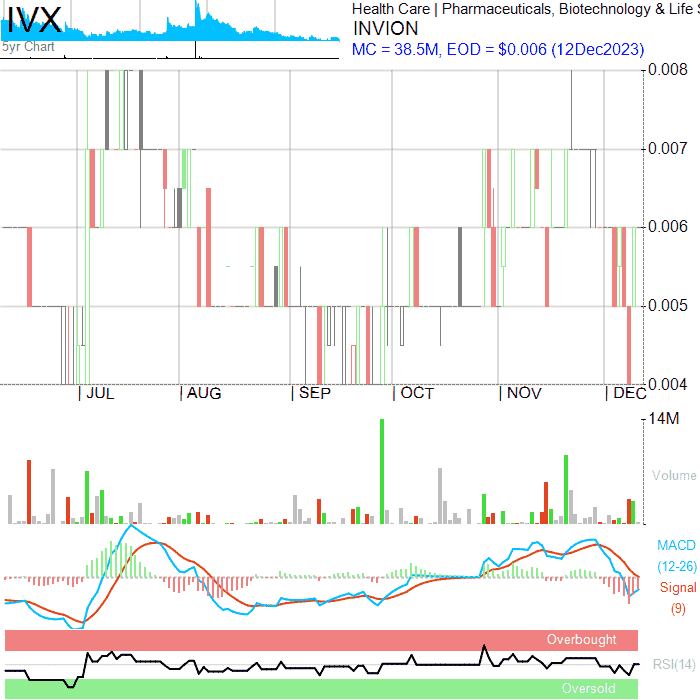 IVX
5yr Chart
Health Care | Pharmaceuticals, Biotechnology & Life
INVION
MC = 38.5M, EOD = $0.006 (12Dec2023)
0.008
0.007
0.006
0.005
0.004
| JUL | AUG | SEP | OCT | NOV | DEC
14M
Volume
MACD
(12-26)
Signal
(9)
Overbought
RSI(14)
Oversold